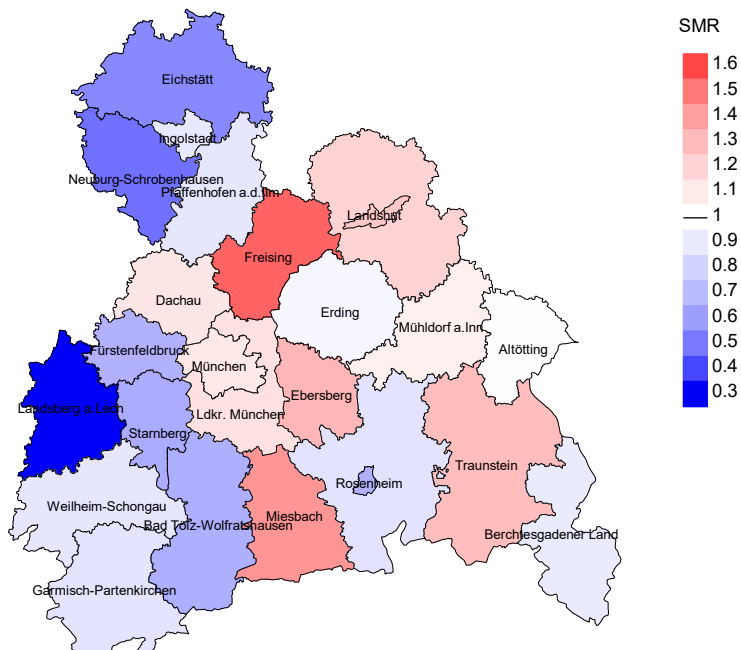 SMR
1.6
1.5
1.4
1.3
1.2
1.1
1
0.9
0.8
0.7
0.6
0.5
0.4
0.3
Eichstätt
Ingolstadt
Neuburg-Schrobenhausen
Pfaffenhofen a.d.Ilm
Landshut
Freising
Dachau
Erding
Mühldorf a.Inn
Altötting
Fürstenfeldbruck
München
Ebersberg
Landsberg a.Lech
Ldkr. München
Starnberg
Traunstein
Rosenheim
Weilheim-Schongau
Miesbach
Bad Tölz-Wolfratshausen
Berchtesgadener Land
Garmisch-Partenkirchen